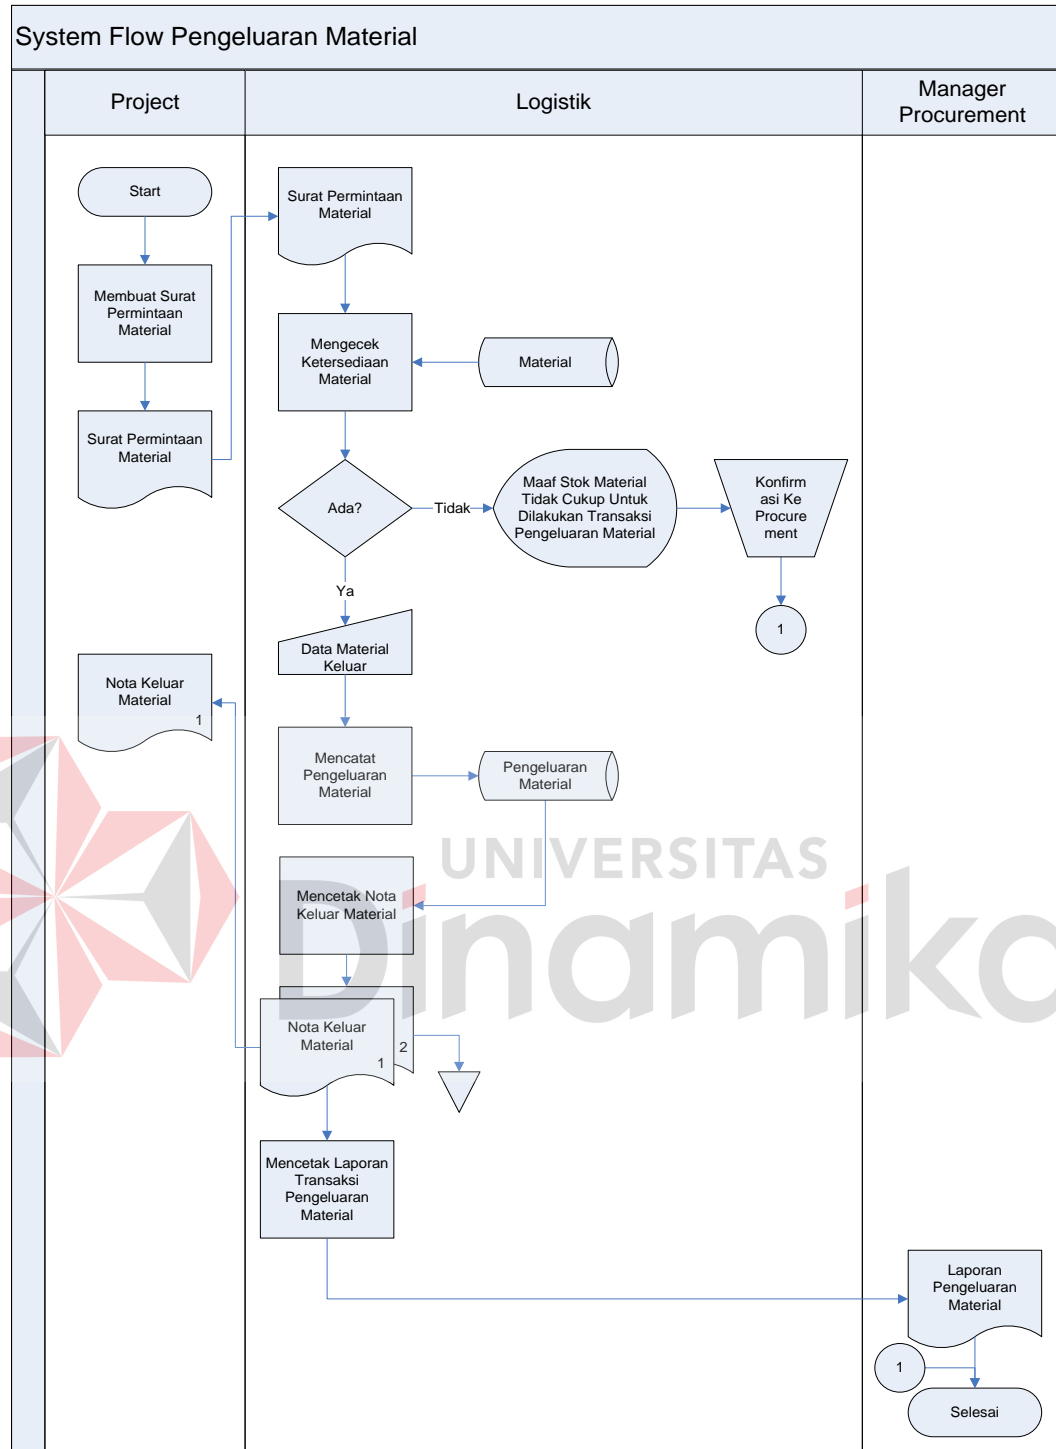 System Flow Pengeluaran Material
Project
Logistik
Manager
Procurement
Start
Surat Permintaan
Material
Membuat Surat
Permintaan
Material
Mengecek
Ketersediaan
Material
Material
Surat Permintaan
Material
Ada?
Tidak
Maaf Stok Material
Tidak Cukup Untuk
Dilakukan Transaksi
Pengeluaran Material
Konfirm
asi Ke
Procure
ment
Ya
1
Data Material
Keluar
Nota Keluar
Material
1
Mencatat
Pengeluaran
Material
Pengeluaran
Material
UNIVERSITAS
Dinamika
Mencetak Nota
Keluar Material
Nota Keluar
Material
1
2
Mencetak Laporan
Transaksi
Pengeluaran
Material
Laporan
Pengeluaran
Material
1
Selesai